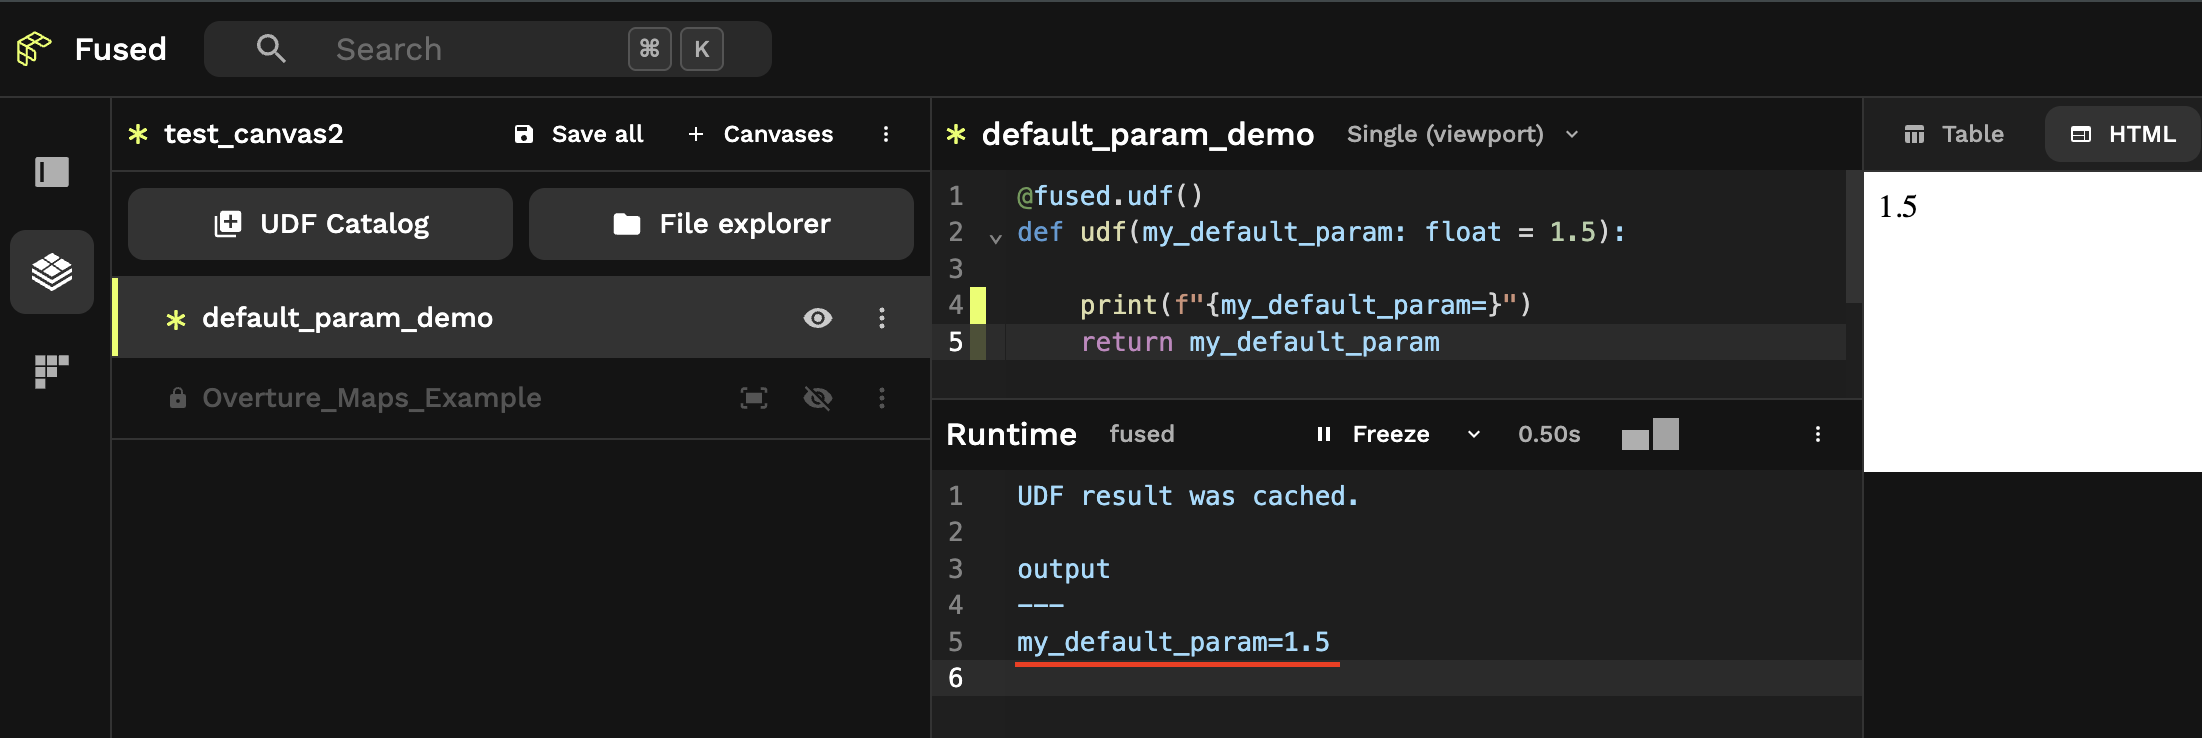 Fused
Search
⌘ K
test_canvas2
Save all
+ Canvases
UDF Catalog
File explorer
default_param_demo
Overture_Maps_Example
default_param_demo
Single (viewport)
1 @fused.udf()
2 def udf(my_default_param: float = 1.5):
3
4 print(f"{my_default_param=}")
5 return my_default_param
Runtime
fused
Freeze
0.50s
1 UDF result was cached.
2
3 output
4 ---
5 my_default_param=1.5
6
Table
HTML
1.5